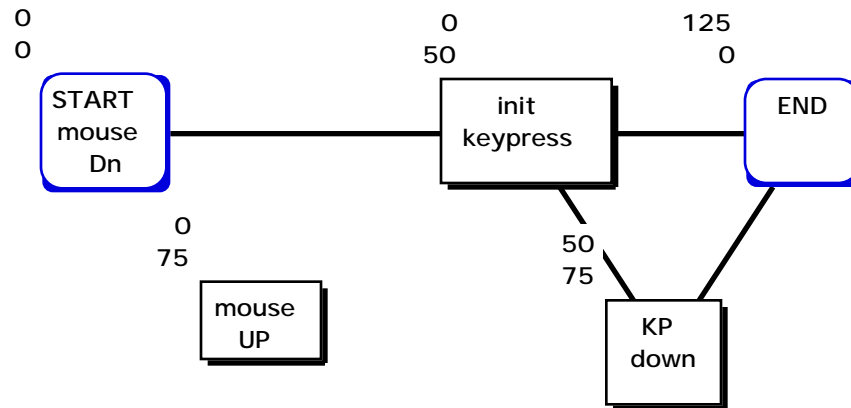 0
0
START
mouse
Dn
0
50
init
keypress
125
0
END
0
75
mouse
UP
50
75
KP
down